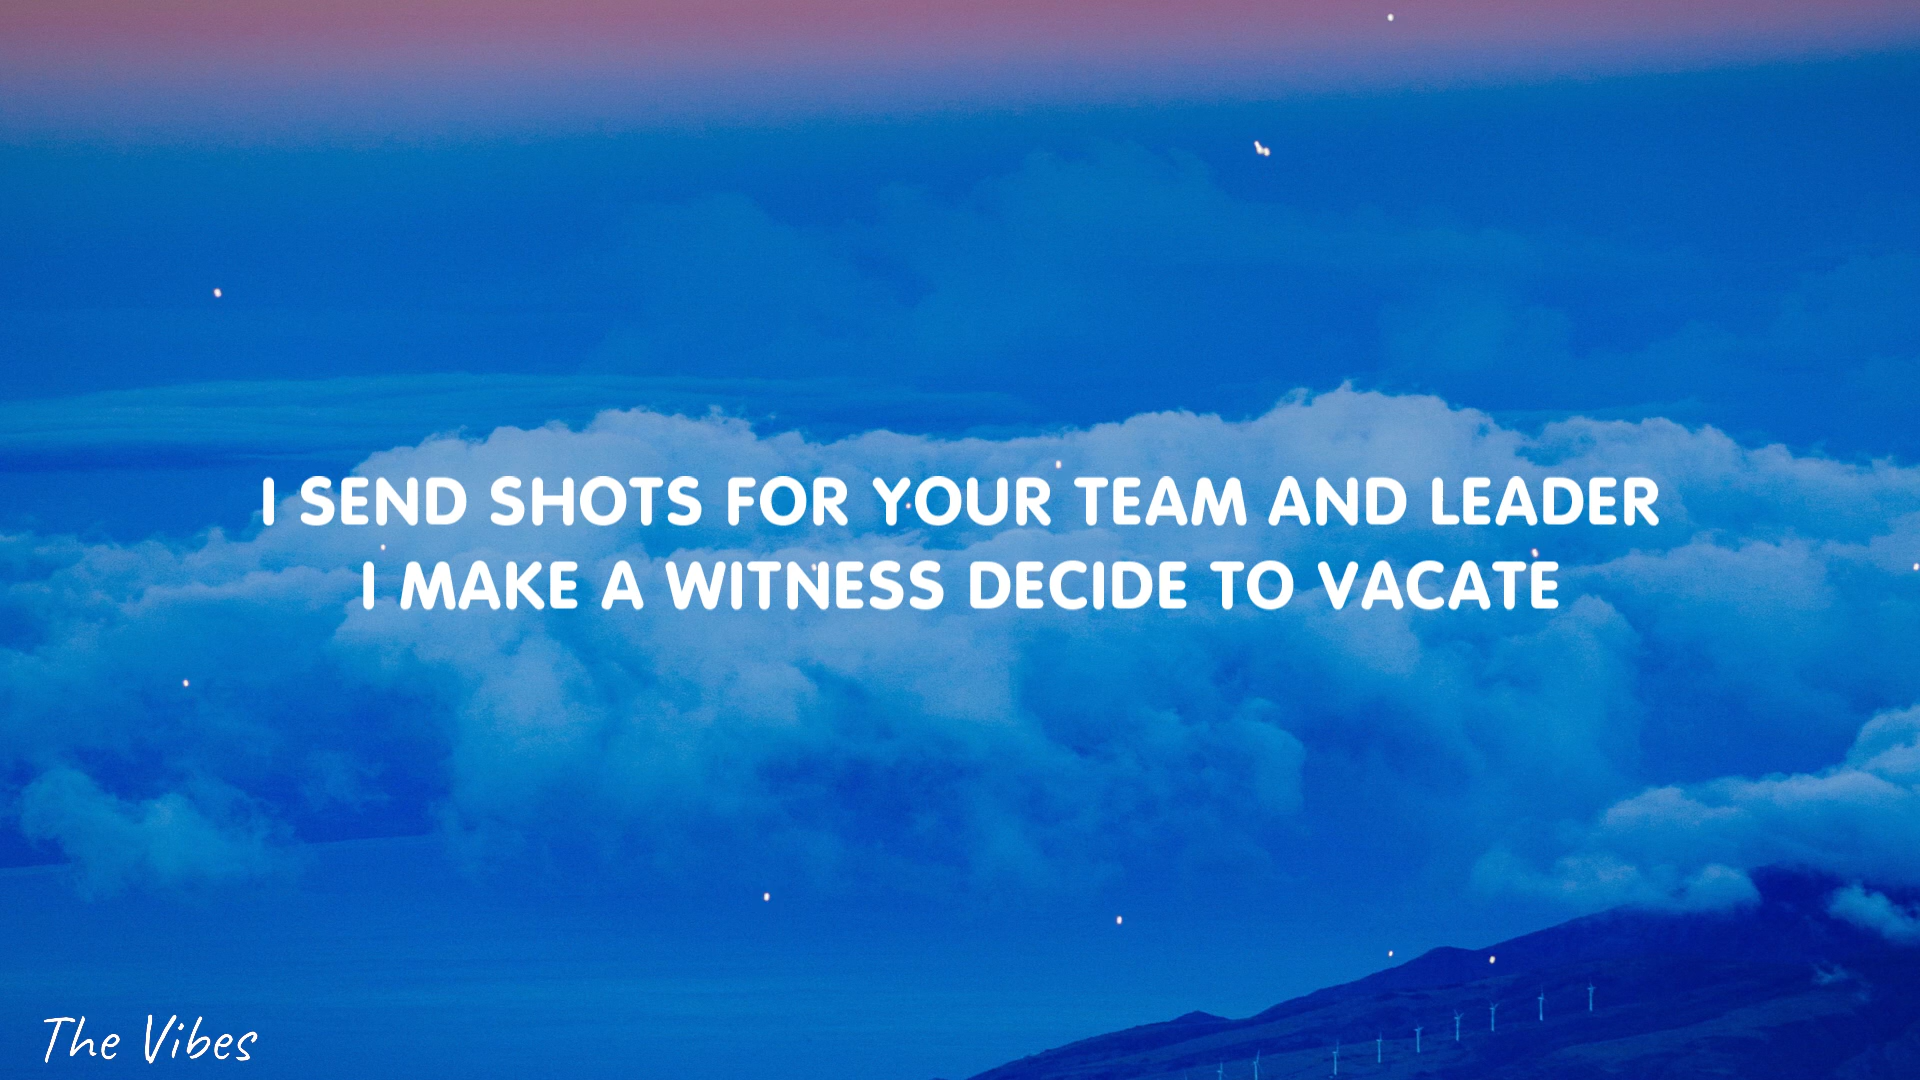 I SEND SHOTS FOR YOUR TEAM AND LEADER
I MAKE A WITNESS DECIDE TO VACATE
The Vibes